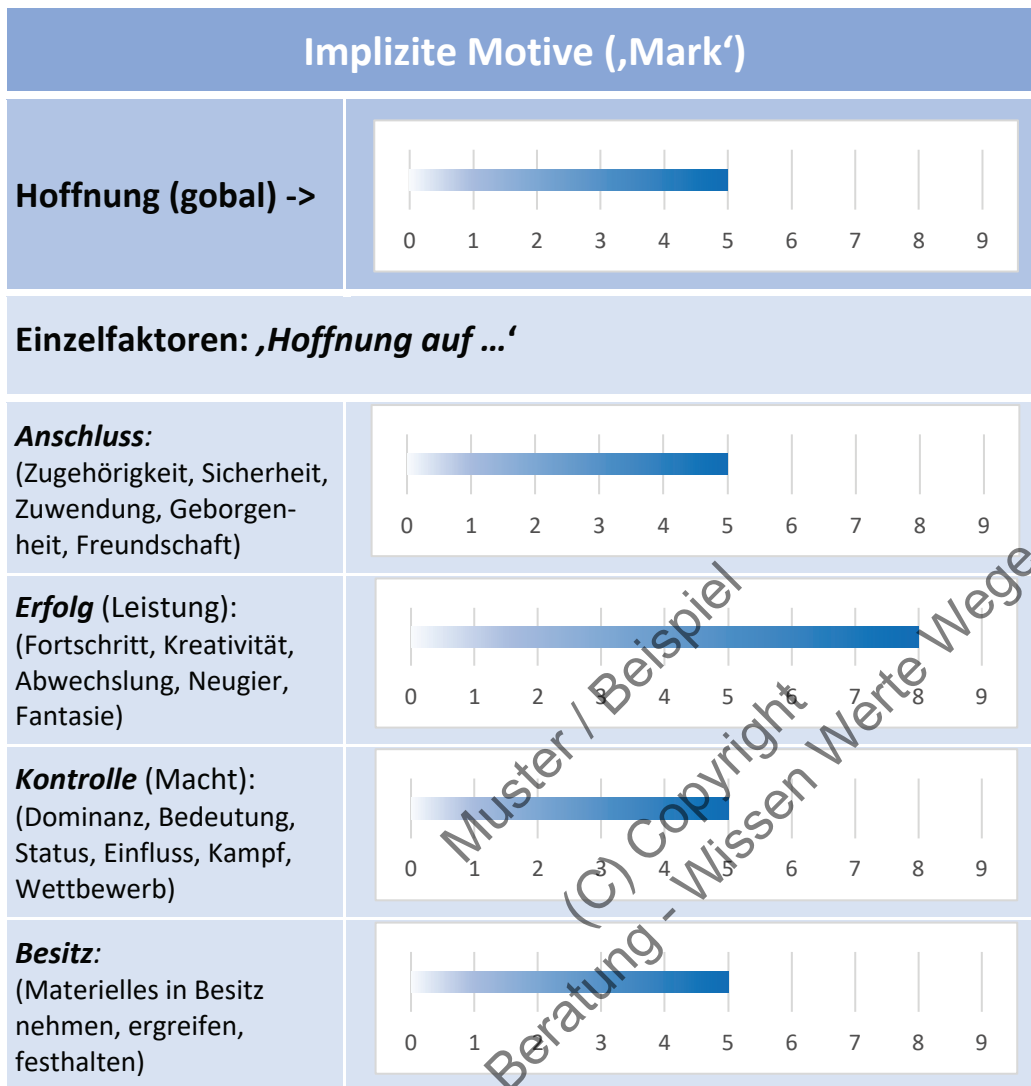 Implizite Motive (‚Mark‘)
Hoffnung (gobal) ->
0 1 2 3 4 5 6 7 8 9
Einzelfaktoren: ‚Hoffnung auf …‘
Anschluss:
(Zugehörigkeit, Sicherheit,
Zuwendung, Geborgen-
heit, Freundschaft)
0 1 2 3 4 5 6 7 8 9
Erfolg (Leistung):
(Fortschritt, Kreativität,
Abwechslung, Neugier,
Fantasie)
0 1 2 3 4 5 6 7 8 9
Kontrolle (Macht):
(Dominanz, Bedeutung,
Status, Einfluss, Kampf,
Wettbewerb)
0 1 2 3 4 5 6 7 8 9
Besitz:
(Materielles in Besitz
nehmen, ergreifen,
festhalten)
0 1 2 3 4 5 6 7 8 9
Muster / Beispiel
(C) Copyright
Beratung - Wissen Werte Wege